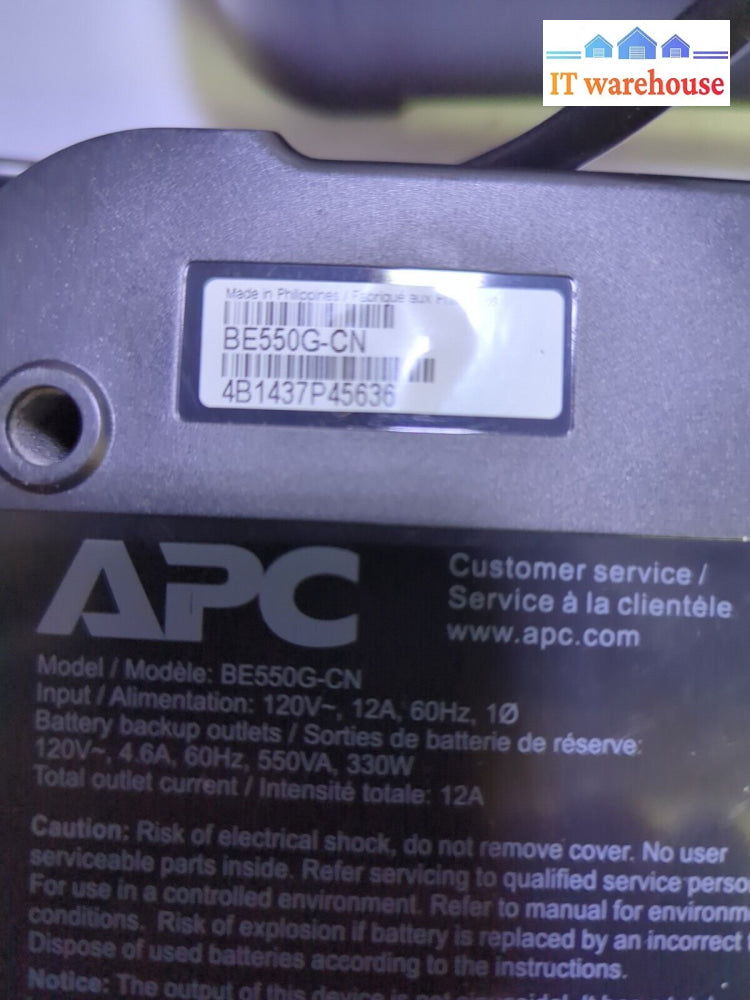 IT warehouse
Made in Philippines / Fabriqué aux
BE550G-CN
4B1437P45636
APC
Customer service /
Service à la clientèle
www.apc.com
Model / Modèle: BE550G-CN
Input / Alimentation: 120V~, 12A, 60Hz, 1Ø
Battery backup outlets / Sorties de batterie de réserve:
120V~, 4.6A, 60Hz, 550VA, 330W
Total outlet current / Intensité totale: 12A
Caution: Risk of electrical shock, do not remove cover. No user
serviceable parts inside. Refer servicing to qualified service
For use in a controlled environment. Refer to manual for
conditions. Risk of explosion if battery is replaced by an incorrect
Dispose of used batteries according to the instructions.
Notice: The output of this device is not